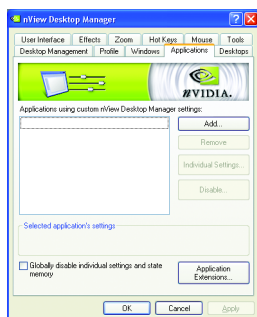 nView Desktop Manager
User Interface Effects Zoom Hot Keys Mouse Tools
Desktop Management Profile Windows Applications Desktops
nVIDIA.
Applications using custom nView Desktop Manager settings:
Add...
Remove
Individual Settings...
Disable...
Selected application's settings
Globally disable individual settings and state
memory
Application
Extensions...
OK Cancel Apply